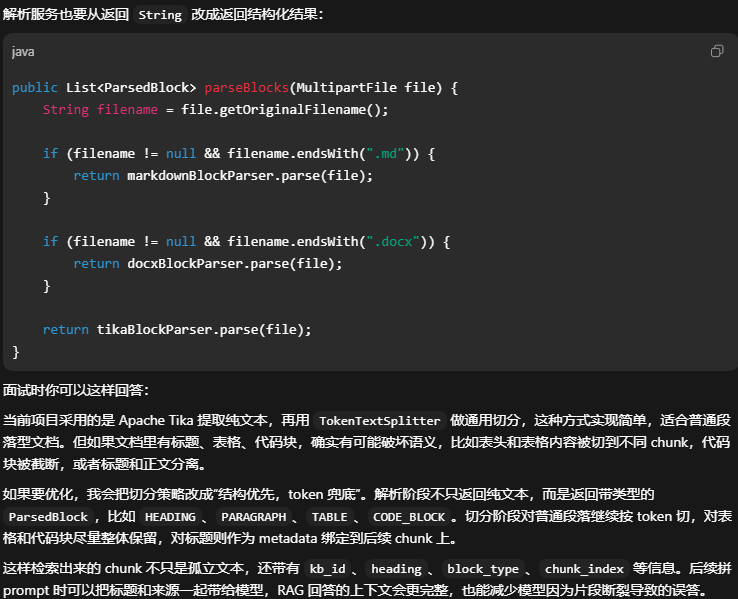 解析服务也要从返回 String 改成返回结构化结果：
java
public List<ParsedBlock> parseBlocks(MultipartFile file) {
    String filename = file.getOriginalFilename();
    if (filename != null && filename.endsWith(".md")) {
        return markdownBlockParser.parse(file);
    }
    if (filename != null && filename.endsWith(".docx")) {
        return docxBlockParser.parse(file);
    }
    return tikaBlockParser.parse(file);
}
面试时你可以这样回答：
当前项目采用的是 Apache Tika 提取纯文本，再用 TokenTextSplitter 做通用切分，这种方式实现简单，适合普通段
落型文档。但如果文档里有标题、表格、代码块，确实有可能破坏语义，比如表头和表格内容被切到不同 chunk，代码
块被截断，或者标题和正文分离。
如果要优化，我会把切分策略改成“结构优先，token 兜底”。解析阶段不只返回纯文本，而是返回带类型的
ParsedBlock，比如 HEADING、PARAGRAPH、TABLE、CODE_BLOCK。切分阶段对普通段落继续按 token 切，对表
格和代码块尽量整体保留，对标题则作为 metadata 绑定到后续 chunk 上。
这样检索出来的 chunk 不只是孤立文本，还带有 kb_id、heading、block_type、chunk_index 等信息。后续拼
prompt 时可以把标题和来源一起带给模型，RAG 回答的上下文会更完整，也能减少模型因为片段断裂导致的误答。